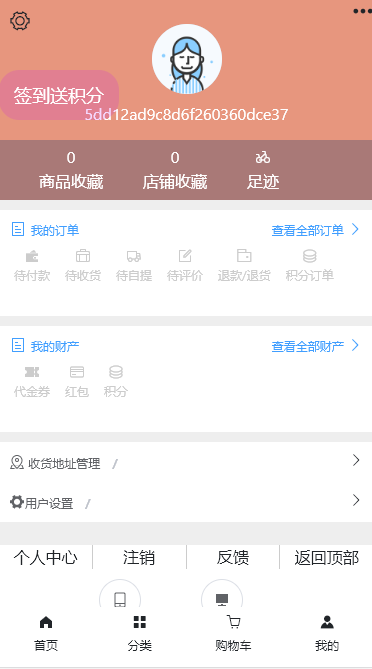 签到送积分
5dd12ad9c8d6f260360dce37
0 0
商品收藏 店铺收藏 足迹
我的订单 查看全部订单
待付款 待收货 待自提 待评价 退款/退货 积分订单
我的财产 查看全部财产
代金券 红包 积分
收货地址管理 /
用户设置 /
个人中心 注销 反馈 返回顶部
首页 分类 购物车 我的